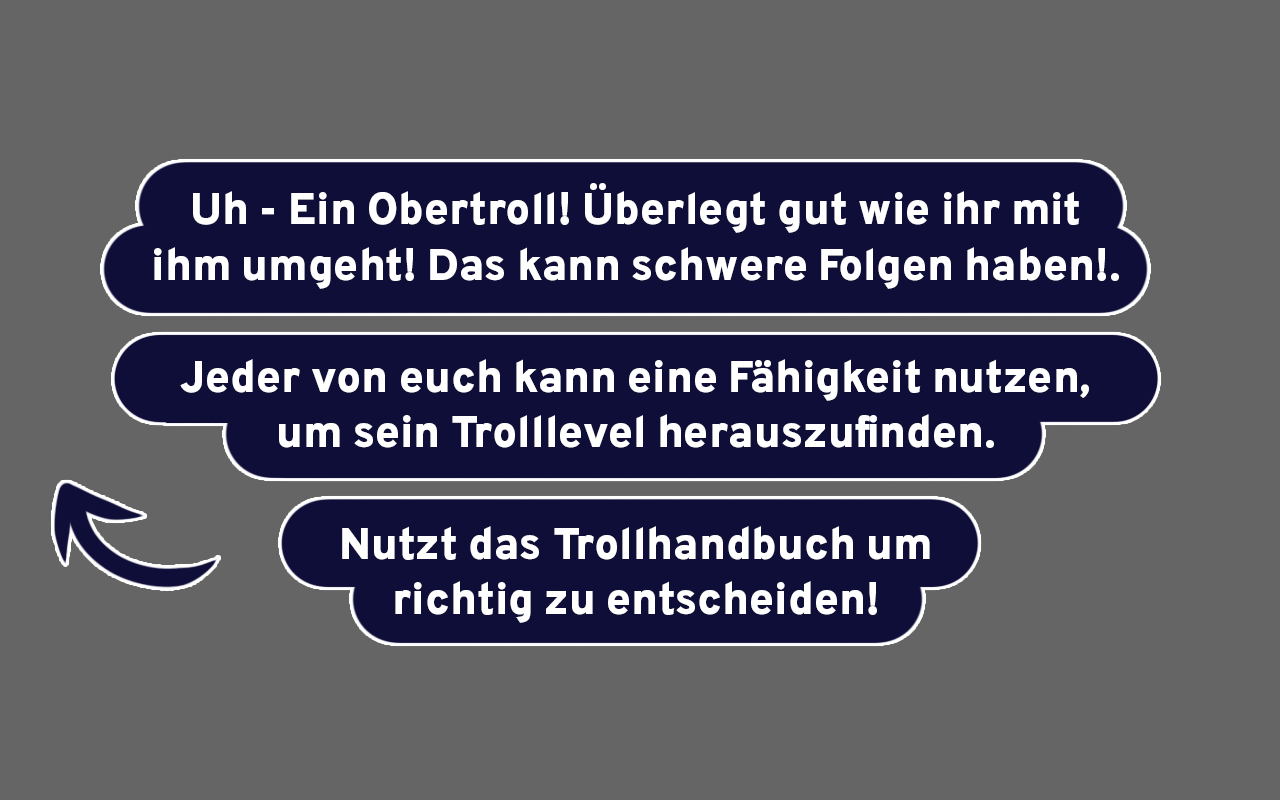 Uh - Ein Obertroll! Überlegt gut wie ihr mit
ihm umgeht! Das kann schwere Folgen haben!.
Jeder von euch kann eine Fähigkeit nutzen,
um sein Trolllevel herauszufinden.
Nutzt das Trollhandbuch um
richtig zu entscheiden!